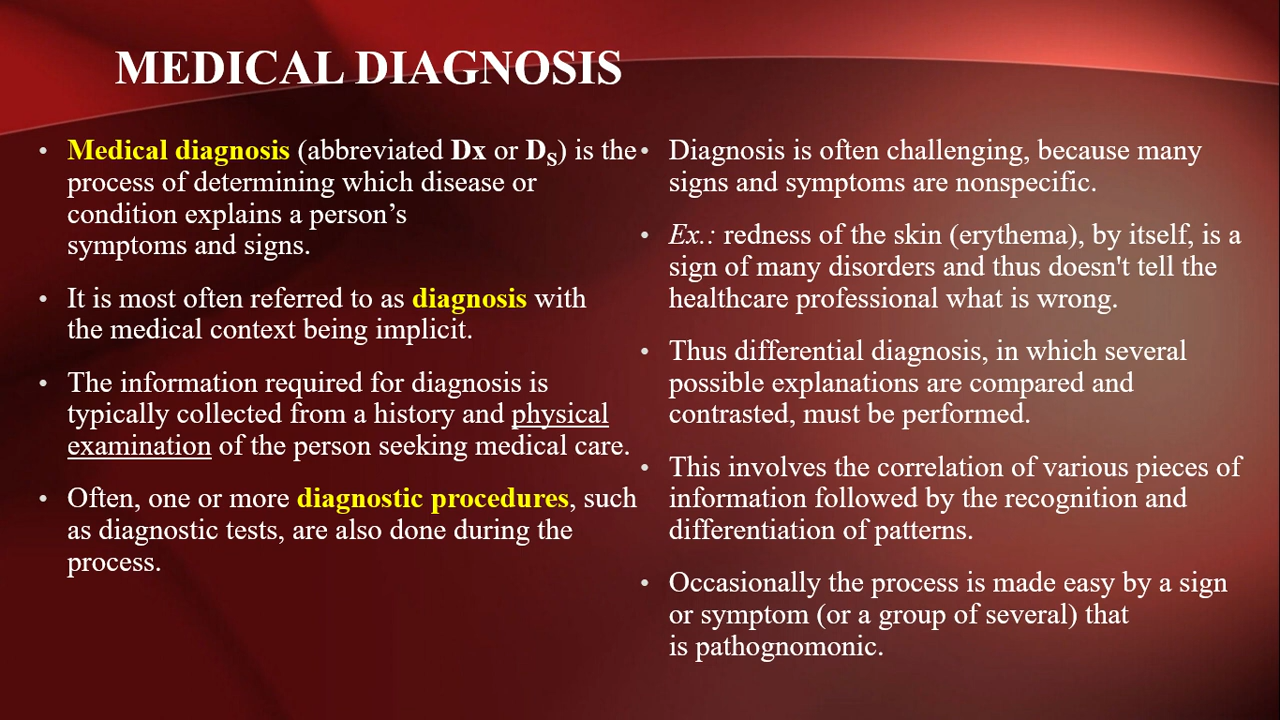 MEDICAL DIAGNOSIS
• Medical diagnosis (abbreviated Dx or DS) is the
process of determining which disease or
condition explains a person’s
symptoms and signs.
• It is most often referred to as diagnosis with
the medical context being implicit.
• The information required for diagnosis is
typically collected from a history and physical
examination of the person seeking medical care.
• Often, one or more diagnostic procedures, such
as diagnostic tests, are also done during the
process.
• Diagnosis is often challenging, because many
signs and symptoms are nonspecific.
• Ex.: redness of the skin (erythema), by itself, is a
sign of many disorders and thus doesn't tell the
healthcare professional what is wrong.
• Thus differential diagnosis, in which several
possible explanations are compared and
contrasted, must be performed.
• This involves the correlation of various pieces of
information followed by the recognition and
differentiation of patterns.
• Occasionally the process is made easy by a sign
or symptom (or a group of several) that
is pathognomonic.